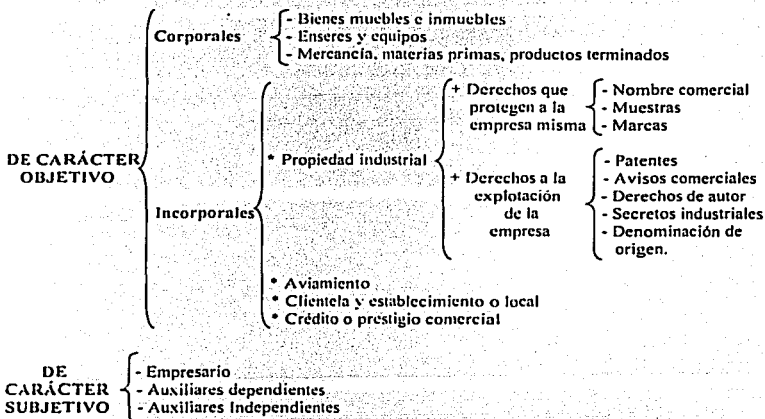 Corporales
- Bienes muebles e inmuebles
- Enseres y equipos
- Mercancía, materias primas, productos terminados
DE CARÁCTER
OBJETIVO
Incorporales
* Propiedad industrial
+ Derechos que
protegen a la
empresa misma
- Nombre comercial
- Muestras
- Marcas
+ Derechos a la
explotación
de la
empresa
- Patentes
- Avisos comerciales
- Derechos de autor
- Secretos industriales
- Denominación de
origen.
* Aviamiento
* Clientela y establecimiento o local
* Crédito o prestigio comercial
DE
CARÁCTER
SUBJETIVO
- Empresario
- Auxiliares dependientes
- Auxiliares Independientes